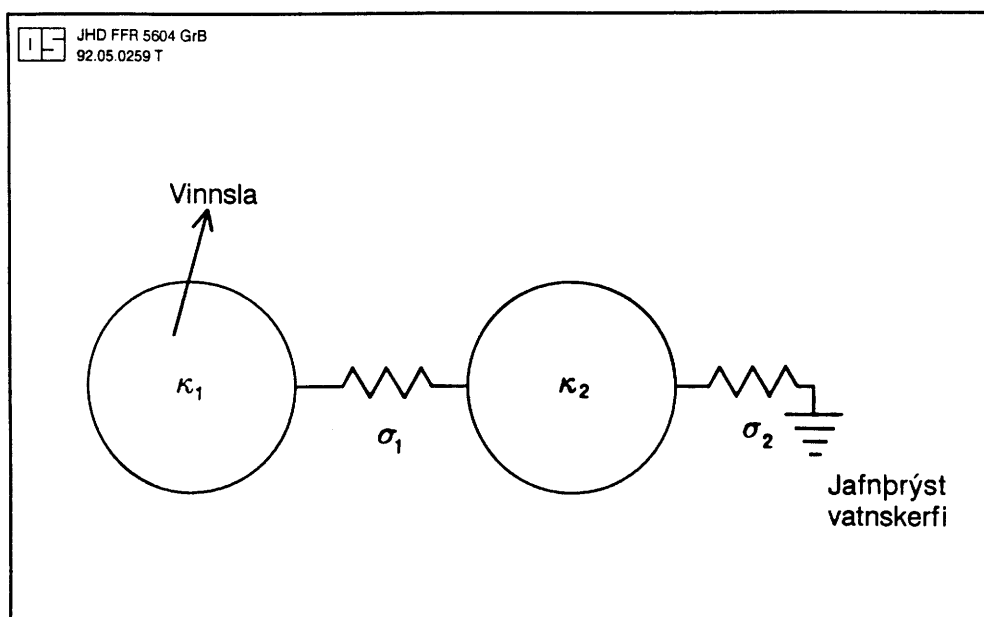 JHD FFR 5604 GrB
92.05.0259 T
Vinnsla
κ₁
σ₁
κ₂
σ₂
Jafnþrýst
vatnskerfi